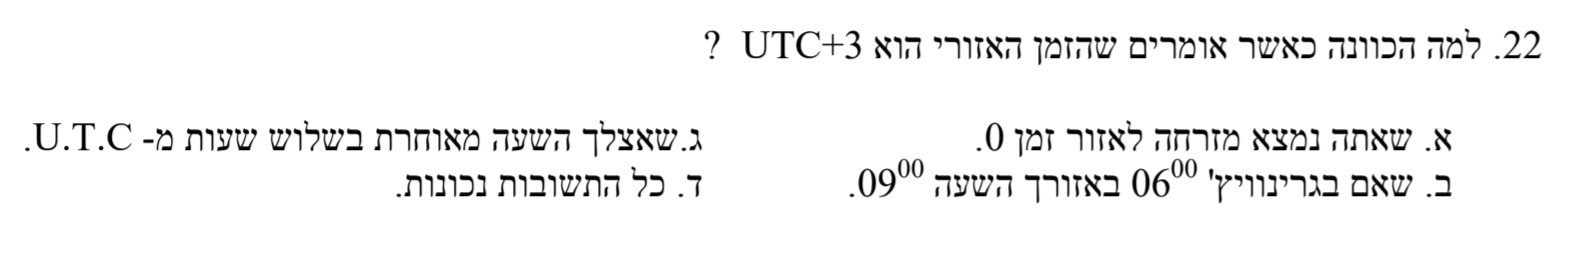 22. למה הכוונה כאשר אומרים שהזמן האזורי הוא UTC+3 ?
א. שאתה נמצא מזרחה לאזור זמן 0. ג.שאצלך השעה מאוחרת בשלוש שעות מ- U.T.C.
ב. שאם בגרינוויץ' 06⁰⁰ באזורך השעה 09⁰⁰. ד. כל התשובות נכונות.